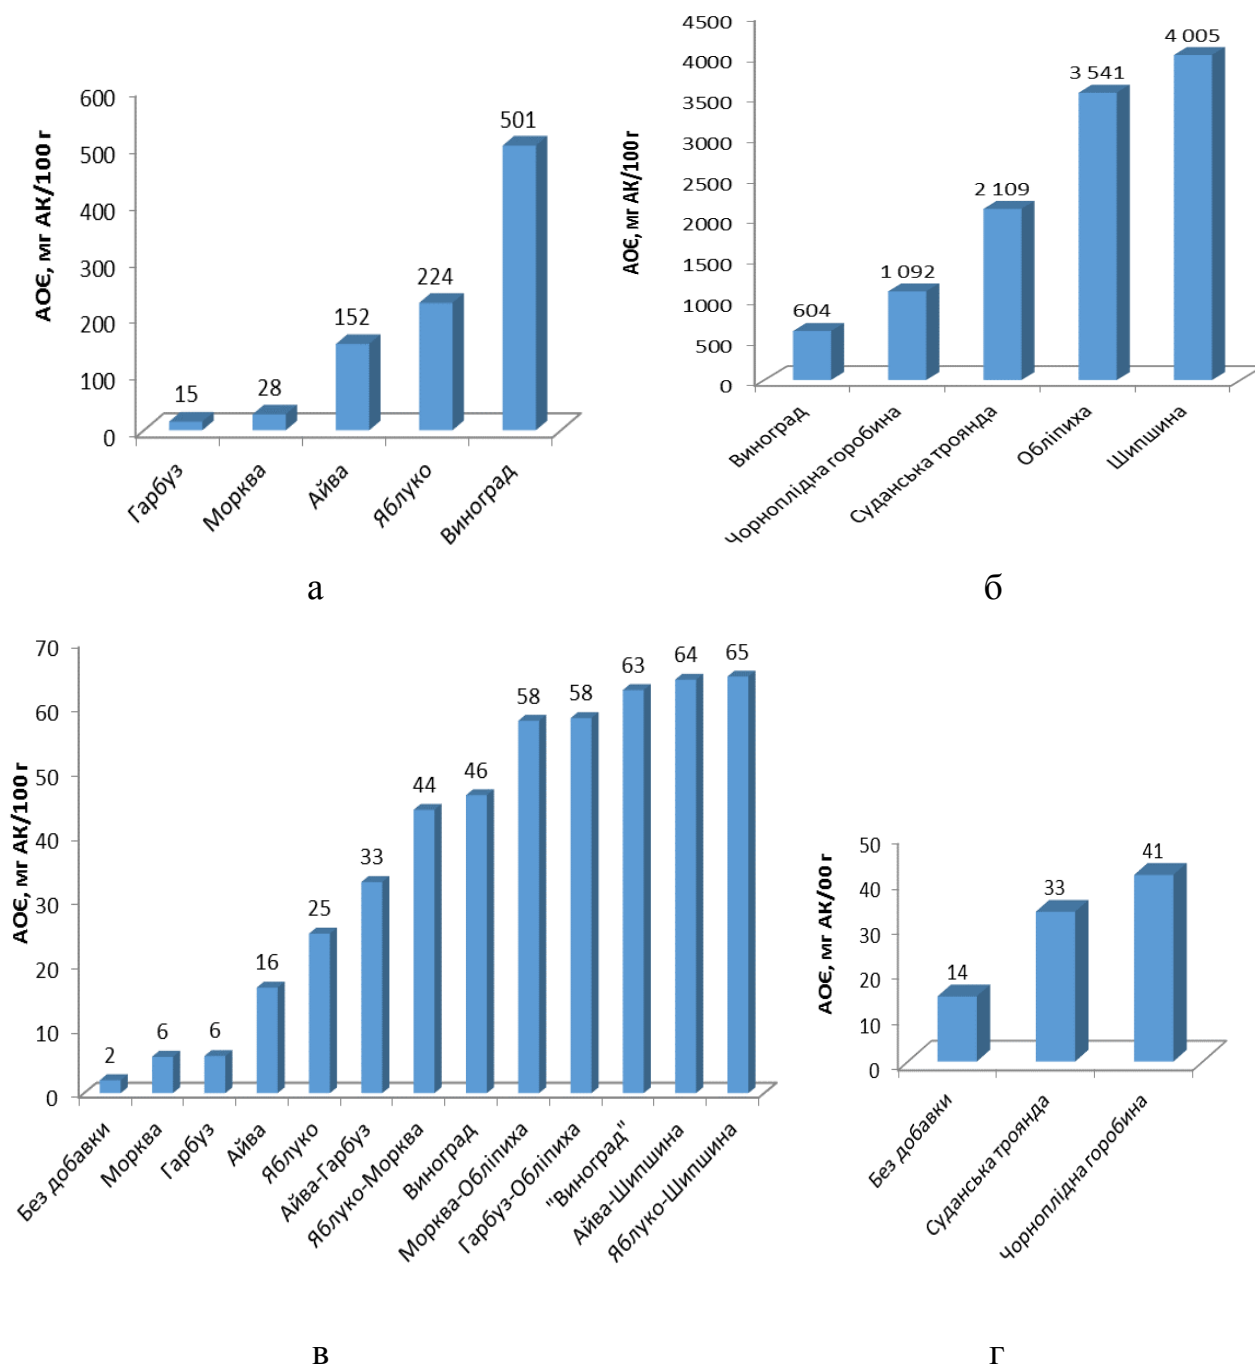 600
500
400
300
200
100
0
АОЄ, мг АК/100 г
15
28
152
224
501
Гарбуз
Морква
Айва
Яблуко
Виноград
а
4500
4000
3500
3000
2500
2000
1500
1000
500
0
АОЄ, мг АК/100 г
604
1 092
2 109
3 541
4 005
Виноград
Чорноплідна горобина
Суданська троянда
Обліпиха
Шипшина
б
70
60
50
40
30
20
10
0
АОЄ, мг АК/100 г
2
6
6
16
25
33
44
46
58
58
63
64
65
Без добавки
Морква
Гарбуз
Айва
Яблуко
Айва-Гарбуз
Яблуко-Морква
Виноград
Морква-Обліпиха
Гарбуз-Обліпиха
"Виноград"
Айва-Шипшина
Яблуко-Шипшина
в
50
40
30
20
10
0
АОЄ, мг АК/00 г
14
33
41
Без добавки
Суданська троянда
Чорноплідна горобина
г